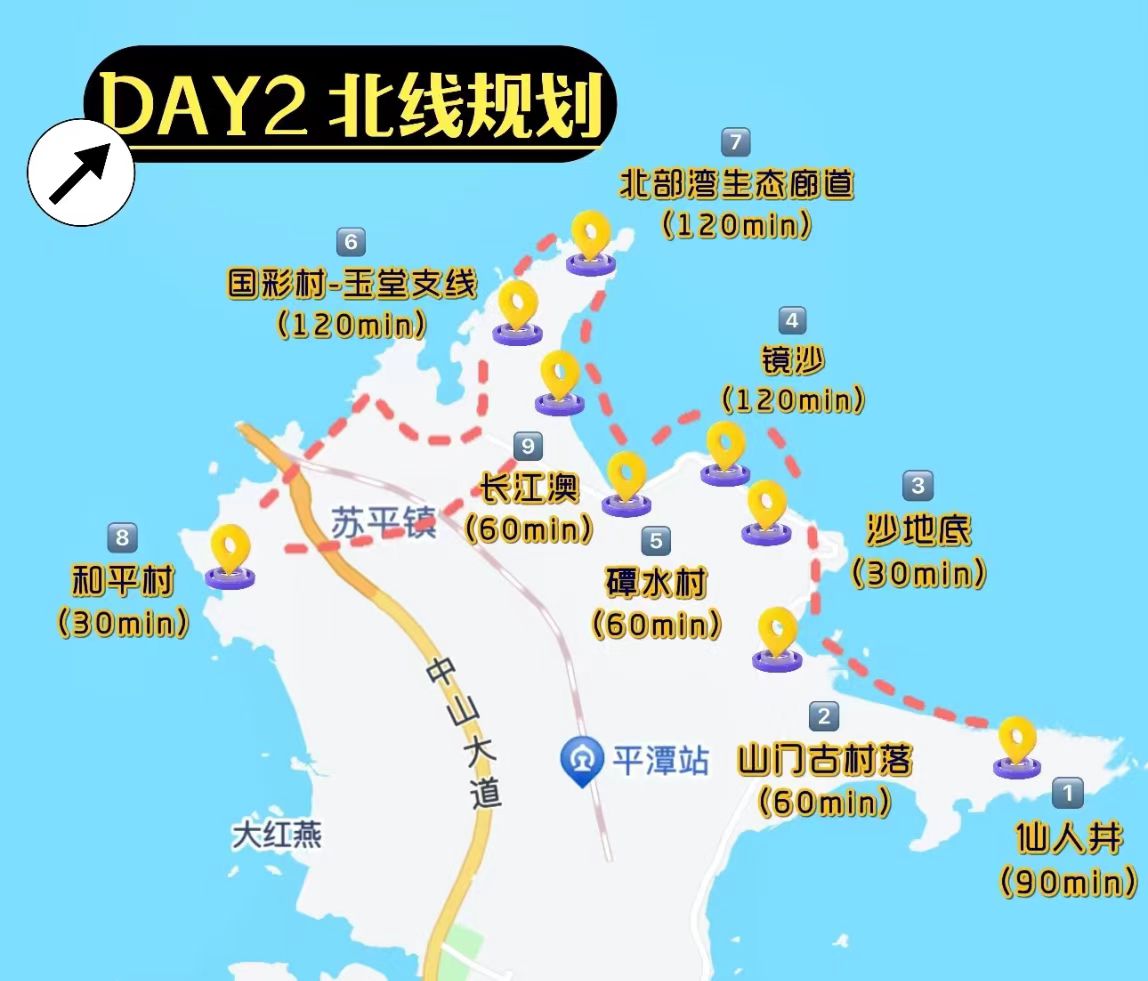 DAY2 北线规划
7
北部湾生态廊道
(120min)
6
国彩村-玉堂支线
(120min)
4
镜沙
(120min)
9
长江澳
(60min)
苏平镇
3
沙地底
(30min)
8
和平村
(30min)
5
磹水村
(60min)
中山大道
2
山门古村落
(60min)
平潭站
1
仙人井
(90min)
大红燕